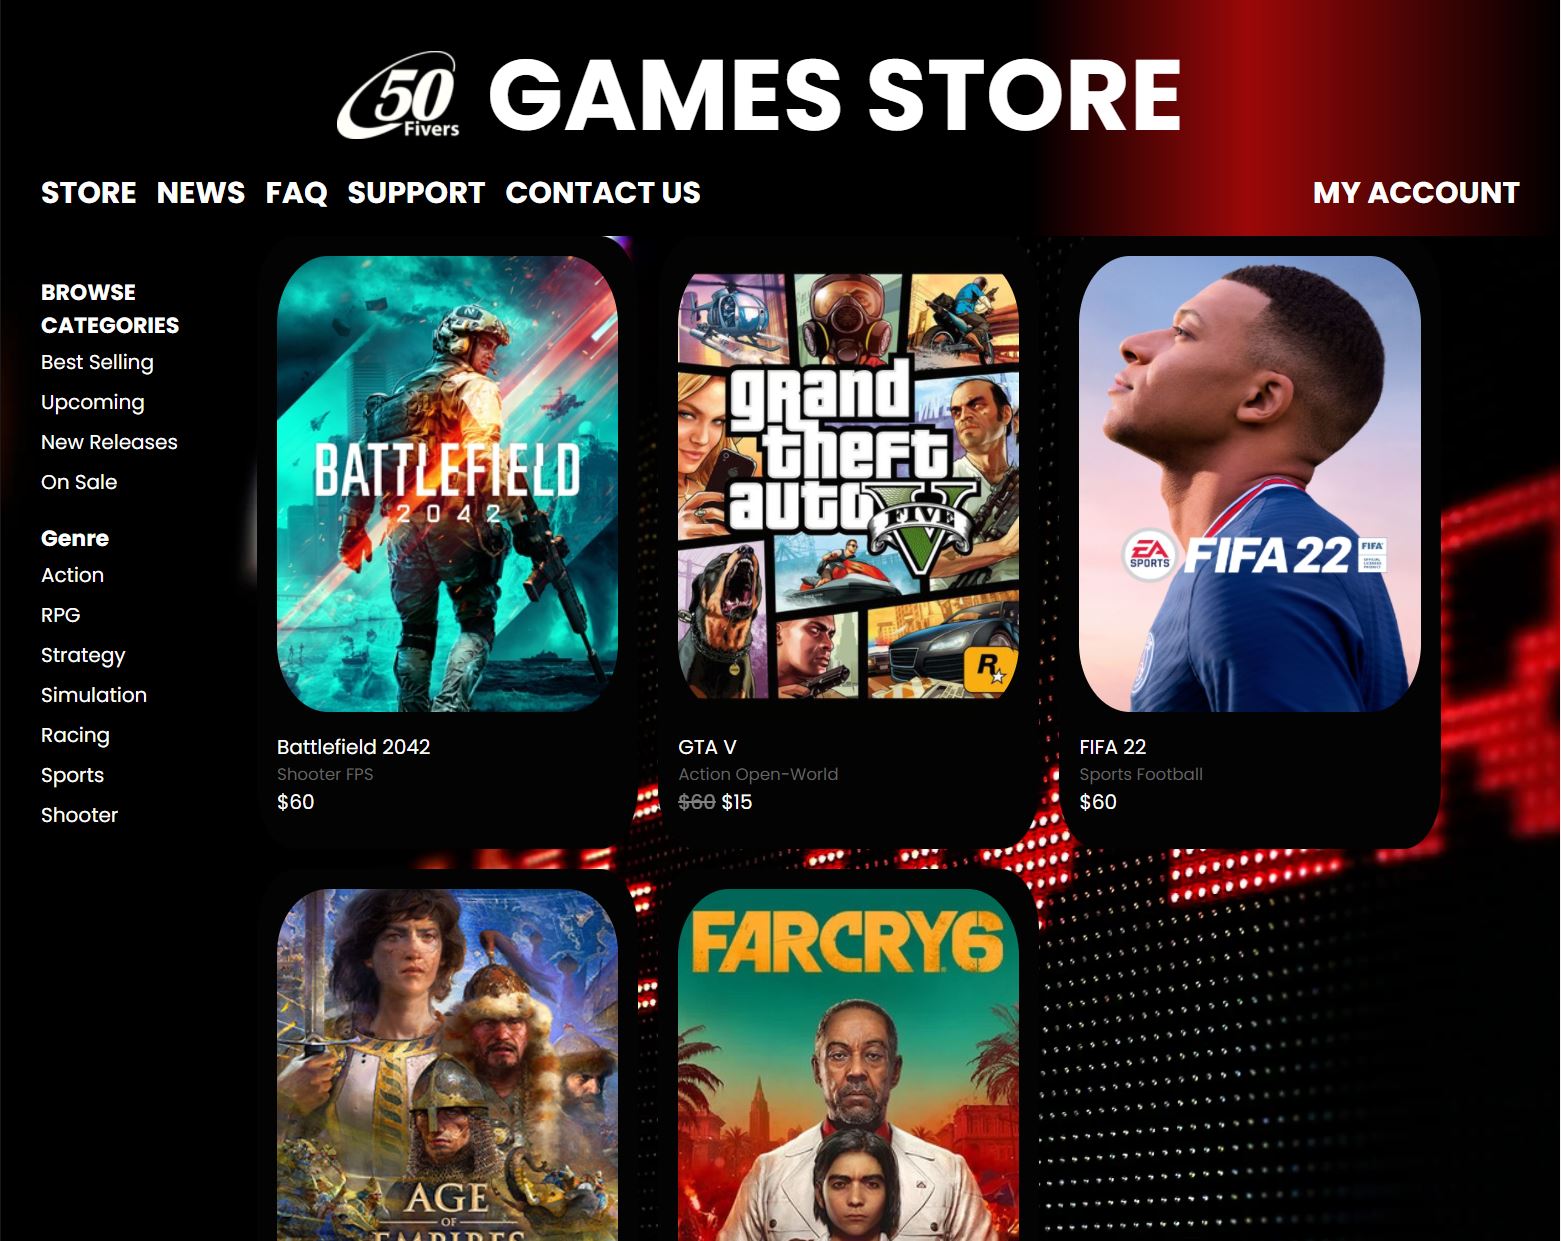 50
Fivers
GAMES STORE
STORE NEWS FAQ SUPPORT CONTACT US MY ACCOUNT
BROWSE
CATEGORIES
Best Selling
Upcoming
New Releases
On Sale
Genre
Action
RPG
Strategy
Simulation
Racing
Sports
Shooter
BATTLEFIELD
2042
Battlefield 2042
Shooter FPS
$60
grand
theft
auto
V
FIVE
R
GTA V
Action Open-World
$60 $15
EA
SPORTS
FIFA 22
FIFA
FIFA 22
Sports Football
$60
AGE
OF
EMPIRES
FARCRY6